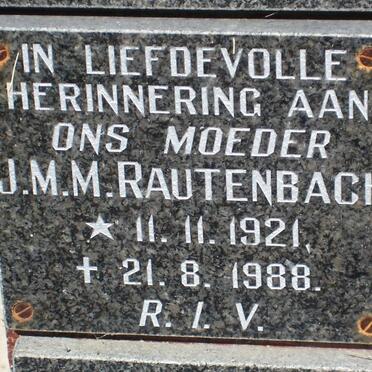 IN LIEFDEVOLLE
HERINNERING AAN
ONS MOEDER
J.M.M. RAUTENBACH
★ 11. 11. 1921.
✝ 21. 8. 1988.
R. I. V.